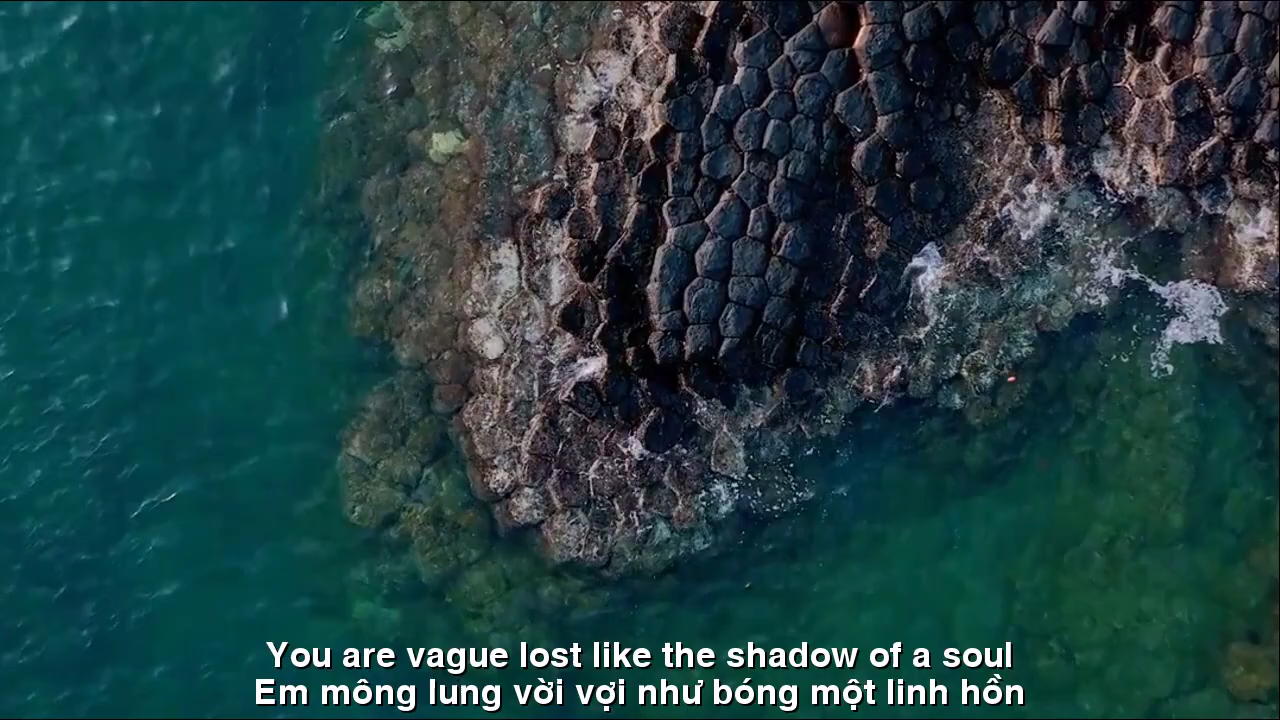 You are vague lost like the shadow of a soul
Em mông lung vời vợi như bóng một linh hồn